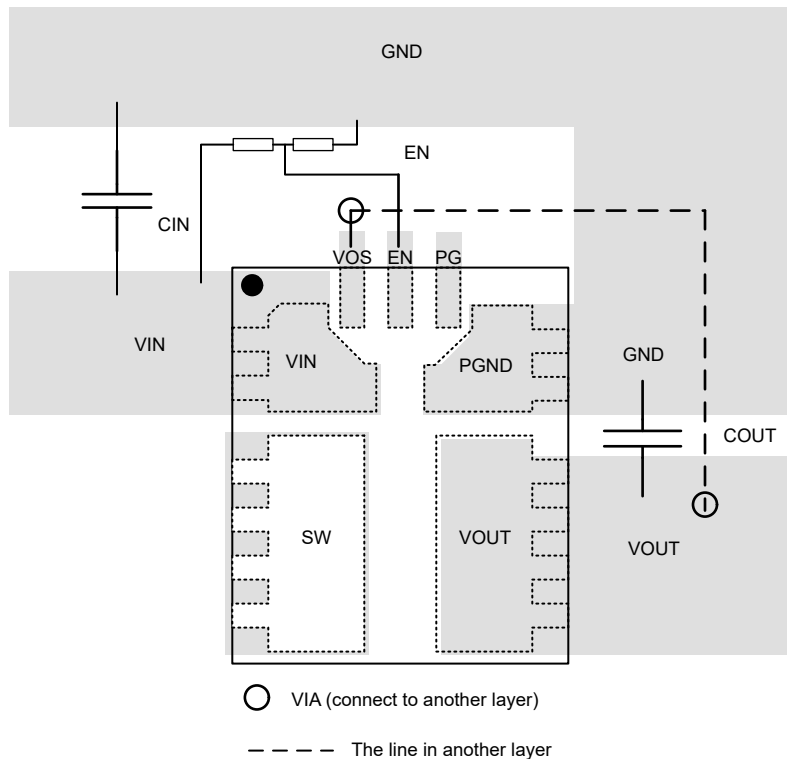 GND
EN
CIN
VOS EN PG
VIN
VIN
PGND
GND
COUT
SW
VOUT
VOUT
VIA (connect to another layer)
The line in another layer